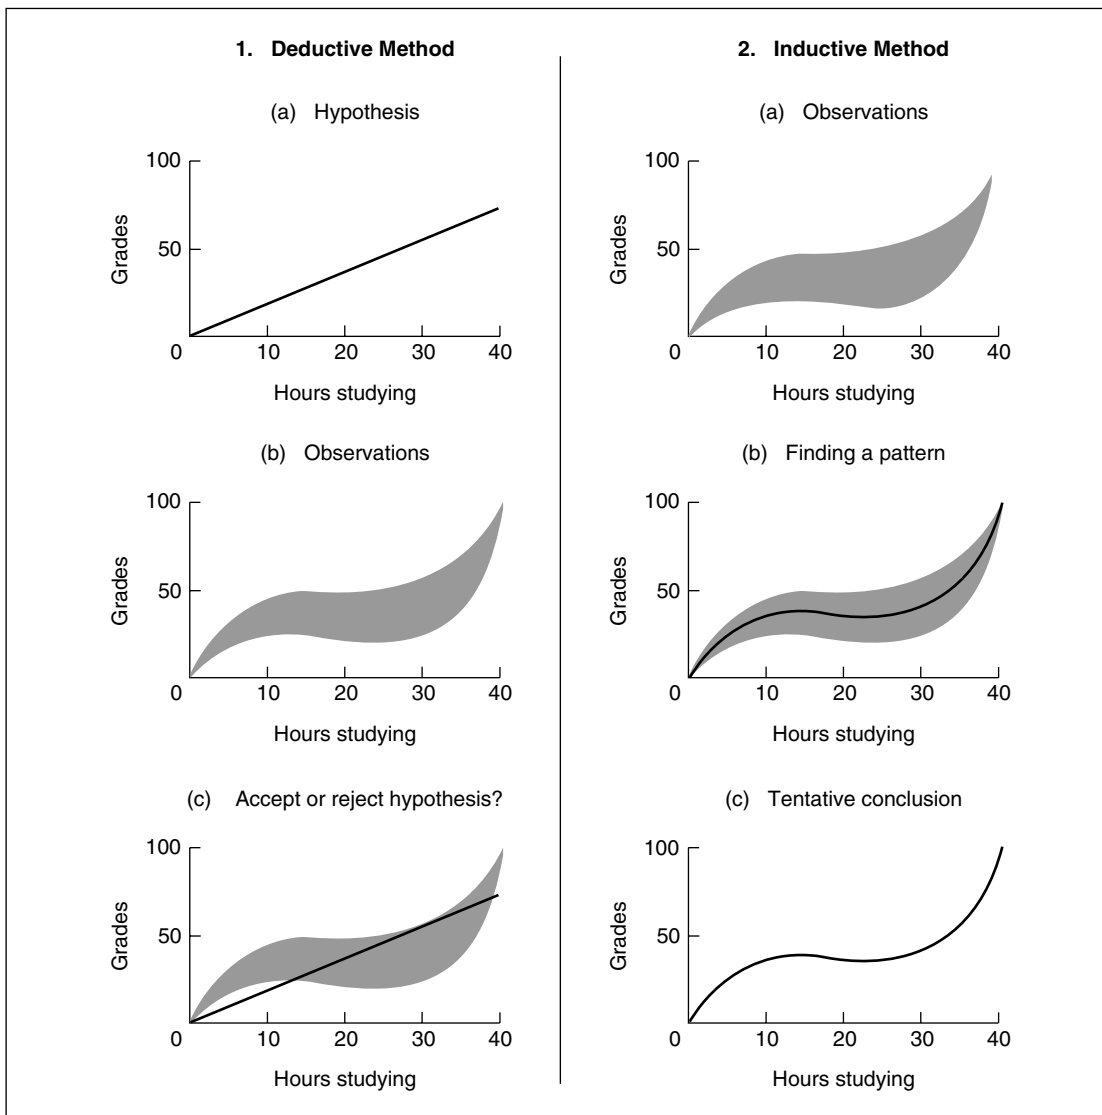 1. Deductive Method
(a) Hypothesis
100
50
0
10
20
30
40
Grades
Hours studying
(b) Observations
100
50
0
10
20
30
40
Grades
Hours studying
(c) Accept or reject hypothesis?
100
50
0
10
20
30
40
Grades
Hours studying
2. Inductive Method
(a) Observations
100
50
0
10
20
30
40
Grades
Hours studying
(b) Finding a pattern
100
50
0
10
20
30
40
Grades
Hours studying
(c) Tentative conclusion
100
50
0
10
20
30
40
Grades
Hours studying